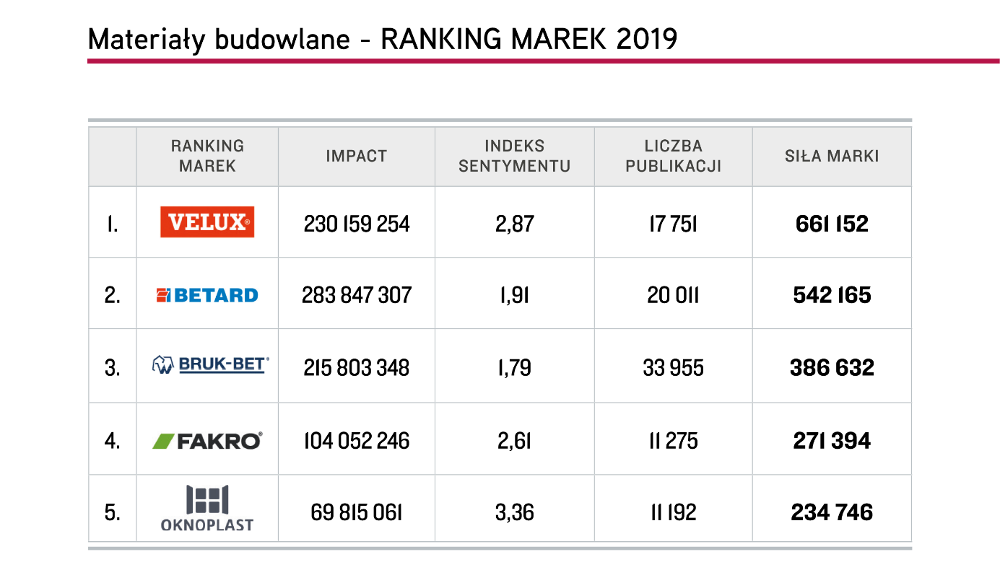 Materiały budowlane - RANKING MAREK 2019
RANKING MAREK IMPACT INDEKS SENTYMENTU LICZBA PUBLIKACJI SIŁA MARKI
1. VELUX® 230 159 254 2,87 17 751 661 152
2. BETARD 283 847 307 1,91 20 011 542 165
3. BRUK-BET® 215 803 348 1,79 33 955 386 632
4. FAKRO® 104 052 246 2,61 11 275 271 394
5. OKNOPLAST 69 815 061 3,36 11 192 234 746